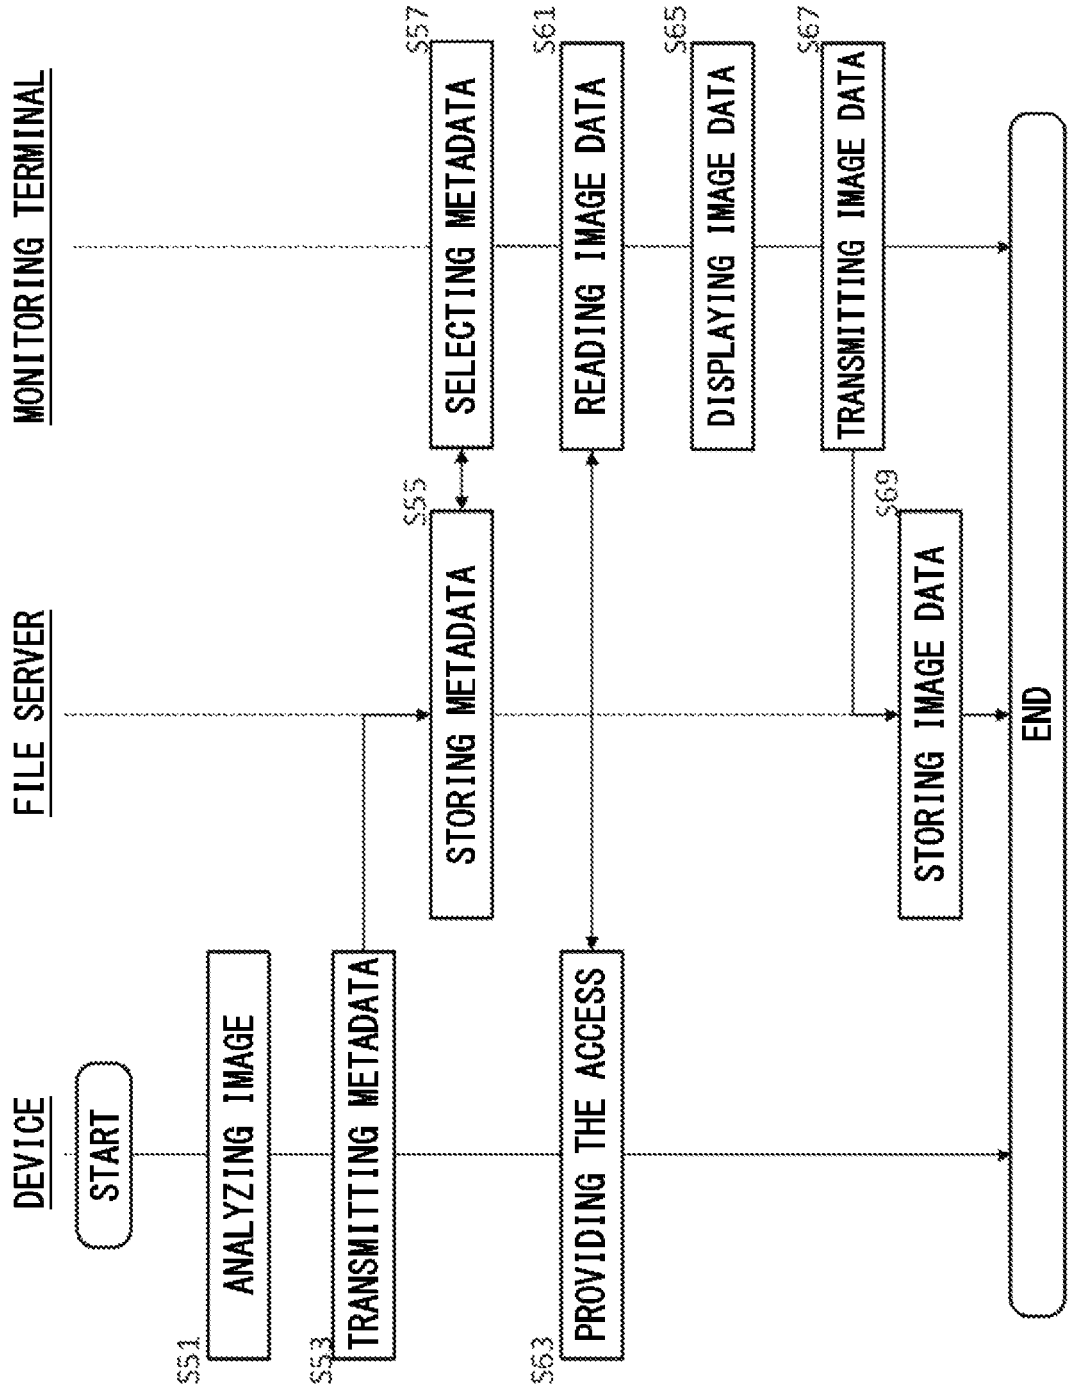 DEVICE
FILE SERVER
MONITORING TERMINAL
START
S51
ANALYZING IMAGE
S53
TRANSMITTING METADATA
S55
STORING METADATA
S57
SELECTING METADATA
S63
PROVIDING THE ACCESS
S61
READING IMAGE DATA
S65
DISPLAYING IMAGE DATA
S67
TRANSMITTING IMAGE DATA
S69
STORING IMAGE DATA
END